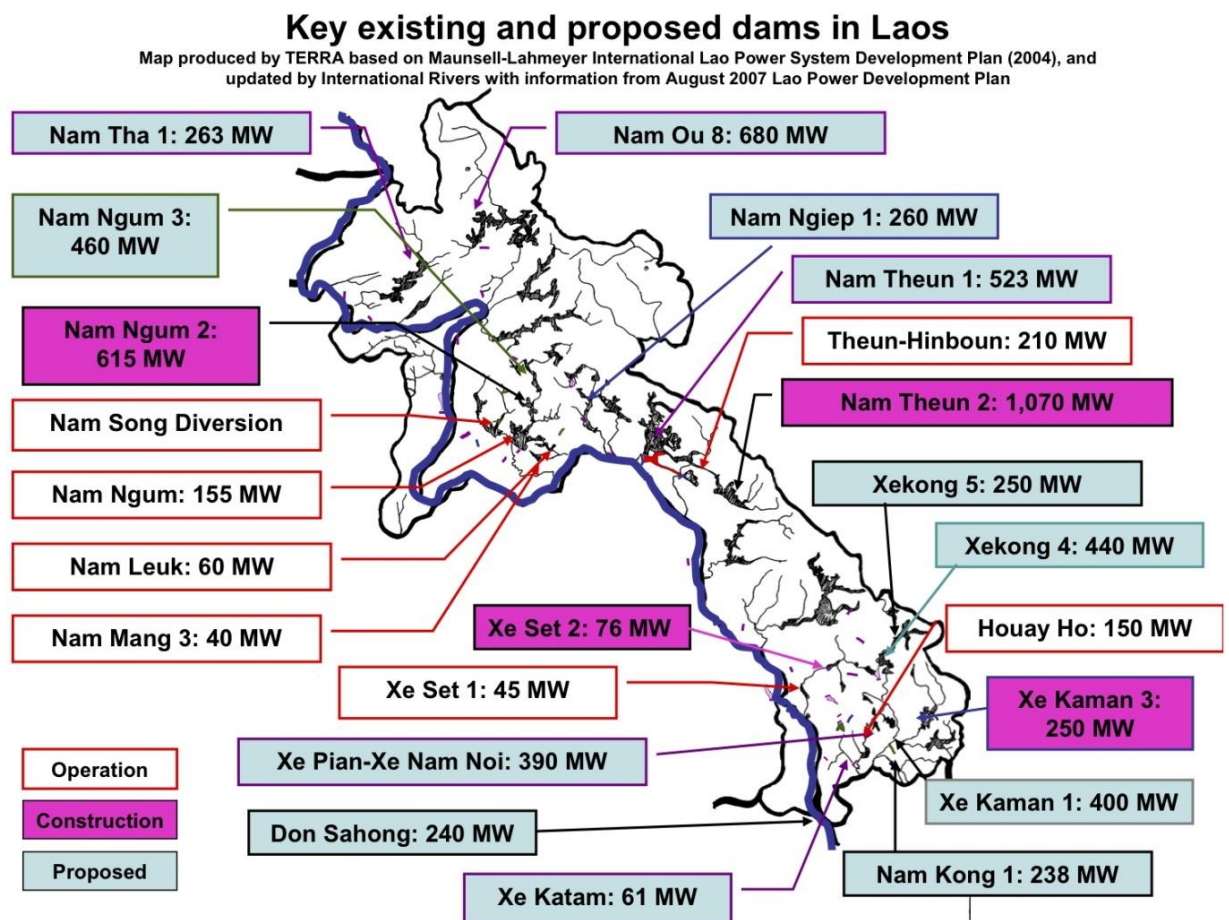 Key existing and proposed dams in Laos
Map produced by TERRA based on Maunsell-Lahmeyer International Lao Power System Development Plan (2004), and
updated by International Rivers with information from August 2007 Lao Power Development Plan
Nam Tha 1: 263 MW
Nam Ou 8: 680 MW
Nam Ngum 3:
460 MW
Nam Ngiep 1: 260 MW
Nam Theun 1: 523 MW
Nam Ngum 2:
615 MW
Theun-Hinboun: 210 MW
Nam Theun 2: 1,070 MW
Nam Song Diversion
Nam Ngum: 155 MW
Xekong 5: 250 MW
Xekong 4: 440 MW
Nam Leuk: 60 MW
Nam Mang 3: 40 MW
Xe Set 2: 76 MW
Houay Ho: 150 MW
Xe Set 1: 45 MW
Xe Kaman 3:
250 MW
Xe Pian-Xe Nam Noi: 390 MW
Xe Kaman 1: 400 MW
Don Sahong: 240 MW
Nam Kong 1: 238 MW
Xe Katam: 61 MW
Operation
Construction
Proposed